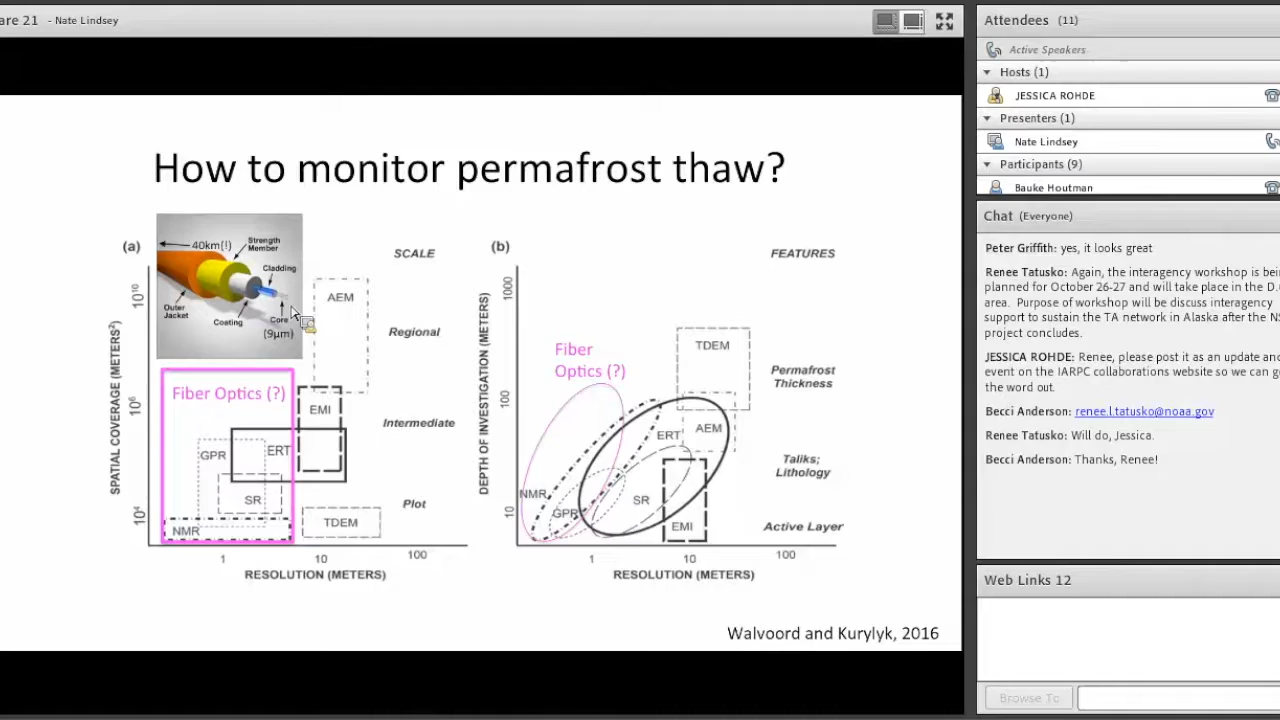 are 21 - Nate Lindsey
How to monitor permafrost thaw?
(a)
40km(!)
Strength
Member
Cladding
Outer
Jacket
Coating
Core
(9μm)
SCALE
AEM
Regional
Fiber Optics (?)
EMI
Intermediate
GPR
ERT
SR
Plot
NMR
TDEM
SPATIAL COVERAGE (METERS²)
10¹⁰
10⁶
10⁴
1
10
100
RESOLUTION (METERS)
(b)
FEATURES
Fiber
Optics (?)
TDEM
Permafrost
Thickness
ERT
AEM
Taliks;
Lithology
NMR
GPR
SR
EMI
Active Layer
DEPTH OF INVESTIGATION (METERS)
1000
100
10
1
10
100
RESOLUTION (METERS)
Walvoord and Kurylyk, 2016
Attendees (11)
Active Speakers
Hosts (1)
JESSICA ROHDE
Presenters (1)
Nate Lindsey
Participants (9)
Bauke Houtman
Chat (Everyone)
Peter Griffith: yes, it looks great
Renee Tatusko: Again, the interagency workshop is bein
planned for October 26-27 and will take place in the D.
area. Purpose of workshop will be discuss interagency
support to sustain the TA network in Alaska after the NS
project concludes.
JESSICA ROHDE: Renee, please post it as an update and
event on the IARPC collaborations website so we can ge
the word out.
Becci Anderson: renee.l.tatusko@noaa.gov
Renee Tatusko: Will do, Jessica.
Becci Anderson: Thanks, Renee!
Web Links 12
Browse To